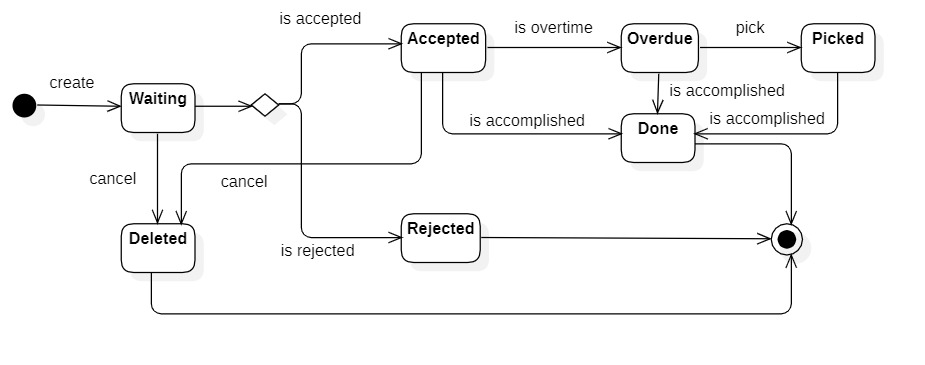 is accepted
is overtime
pick
Accepted
Overdue
Picked
create
Waiting
is accomplished
is accomplished
is accomplished
Done
cancel
cancel
Deleted
Rejected
is rejected